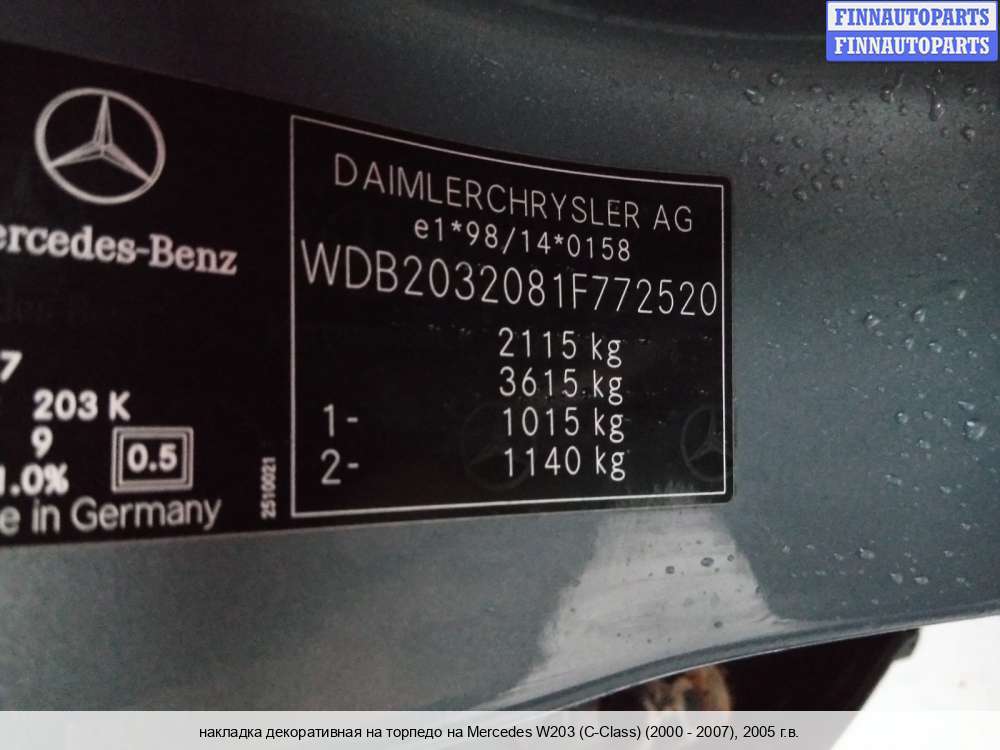 FINNAUTOPARTS
FINNAUTOPARTS
DAIMLERCHRYSLER AG
e1*98/14*0158
WDB2032081F772520
2115 kg
3615 kg
1- 1015 kg
2- 1140 kg
ercedes-Benz
7
203 K
9
1.0%
0.5
e in Germany
2510021
накладка декоративная на торпедо на Mercedes W203 (C-Class) (2000 - 2007), 2005 г.в.